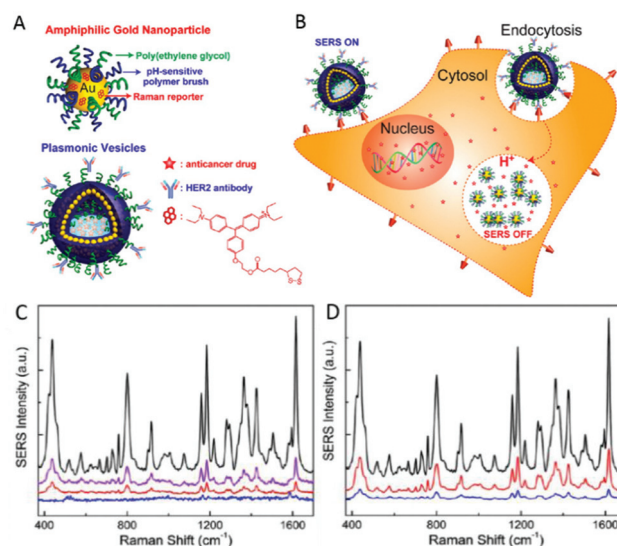 A
Amphiphilic Gold Nanoparticle
Poly(ethylene glycol)
pH-sensitive
polymer brush
Au
Raman reporter
Plasmonic Vesicles
: anticancer drug
: HER2 antibody
:
N
N
O
O
O
S
S
B
SERS ON
Endocytosis
Cytosol
Nucleus
H+
SERS OFF
C
SERS Intensity (a.u.)
400
800
1200
1600
Raman Shift (cm-1)
D
SERS Intensity (a.u.)
400
800
1200
1600
Raman Shift (cm-1)